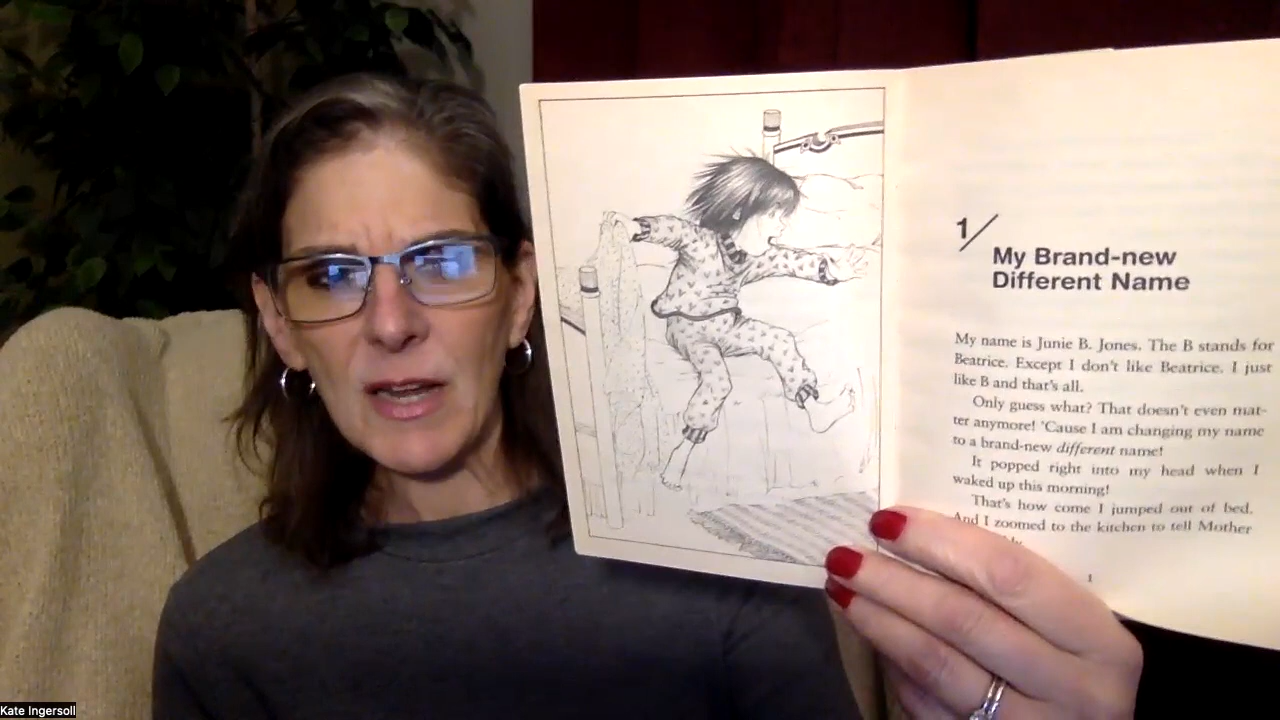 1
My Brand-new
Different Name
My name is Junie B. Jones. The B stands for
Beatrice. Except I don't like Beatrice. I just
like B and that's all.
Only guess what? That doesn't even mat-
ter anymore! 'Cause I am changing my name
to a brand-new different name!
It popped right into my head when I
waked up this morning!
That's how come I jumped out of bed.
And I zoomed to the kitchen to tell Mother
1
Kate Ingersoll